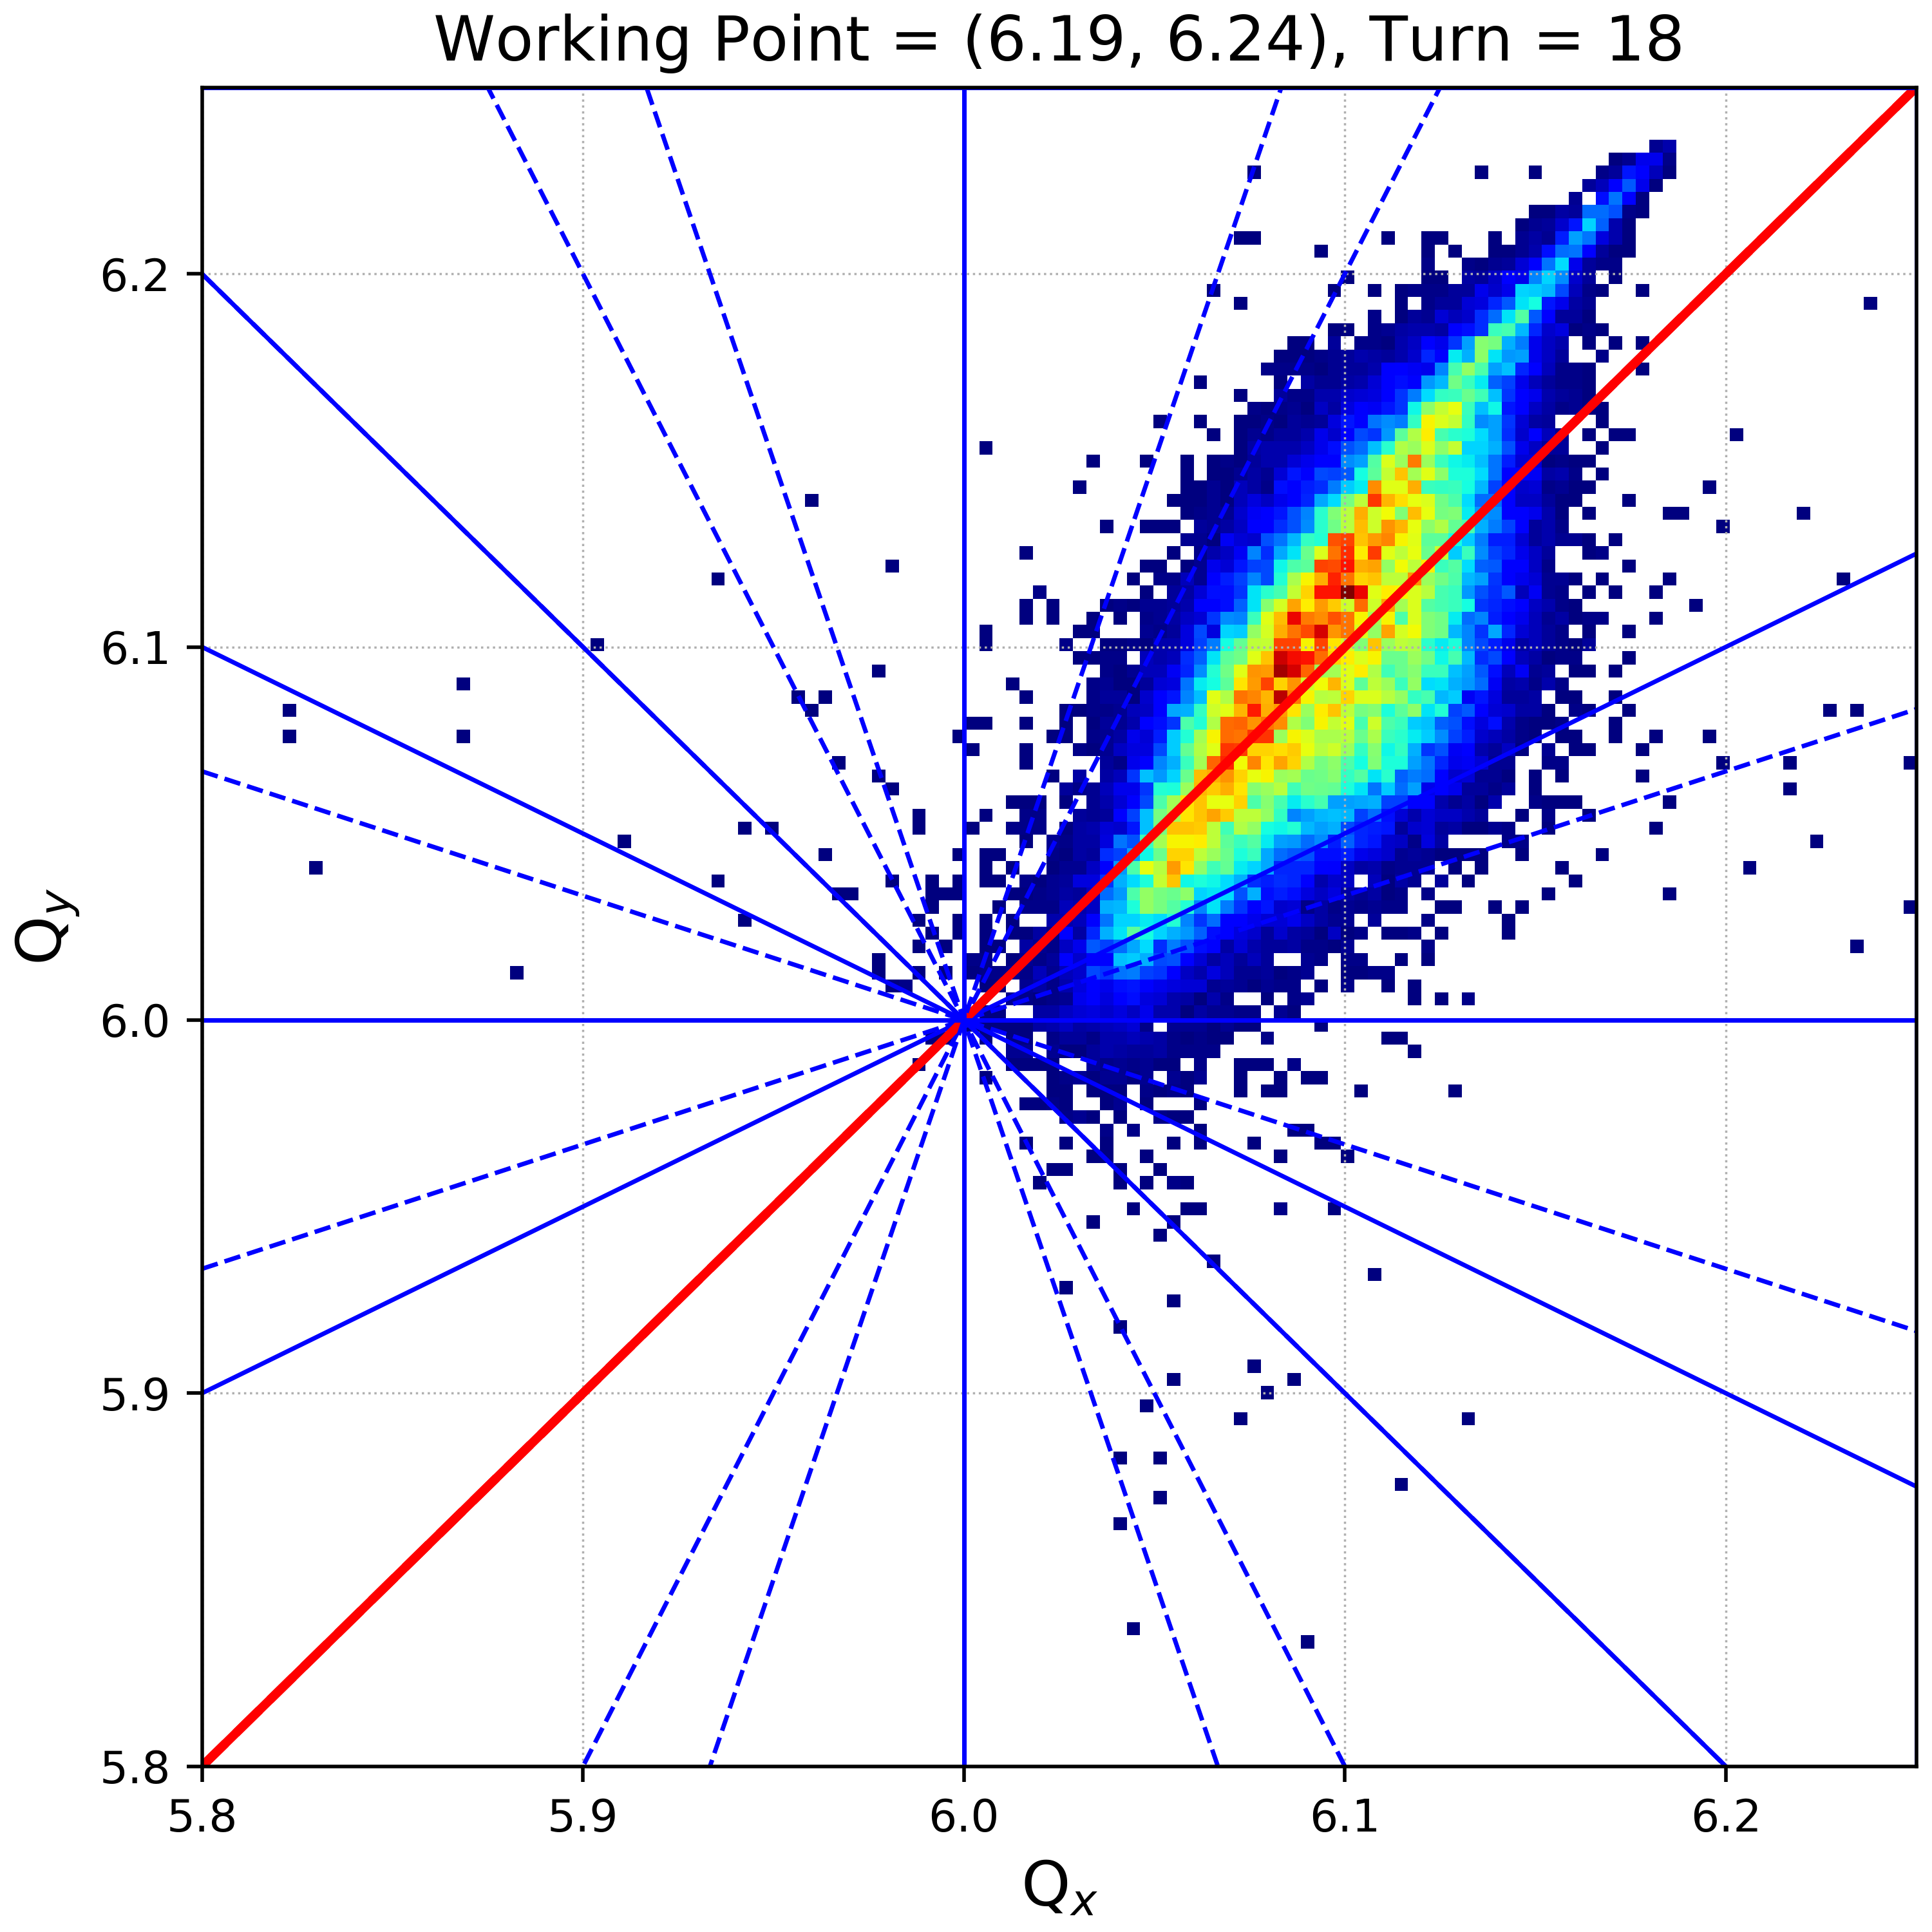 Working Point = (6.19, 6.24), Turn = 18
6.2
6.1
6.0
5.9
5.8
Qy
5.8 5.9 6.0 6.1 6.2
Qx